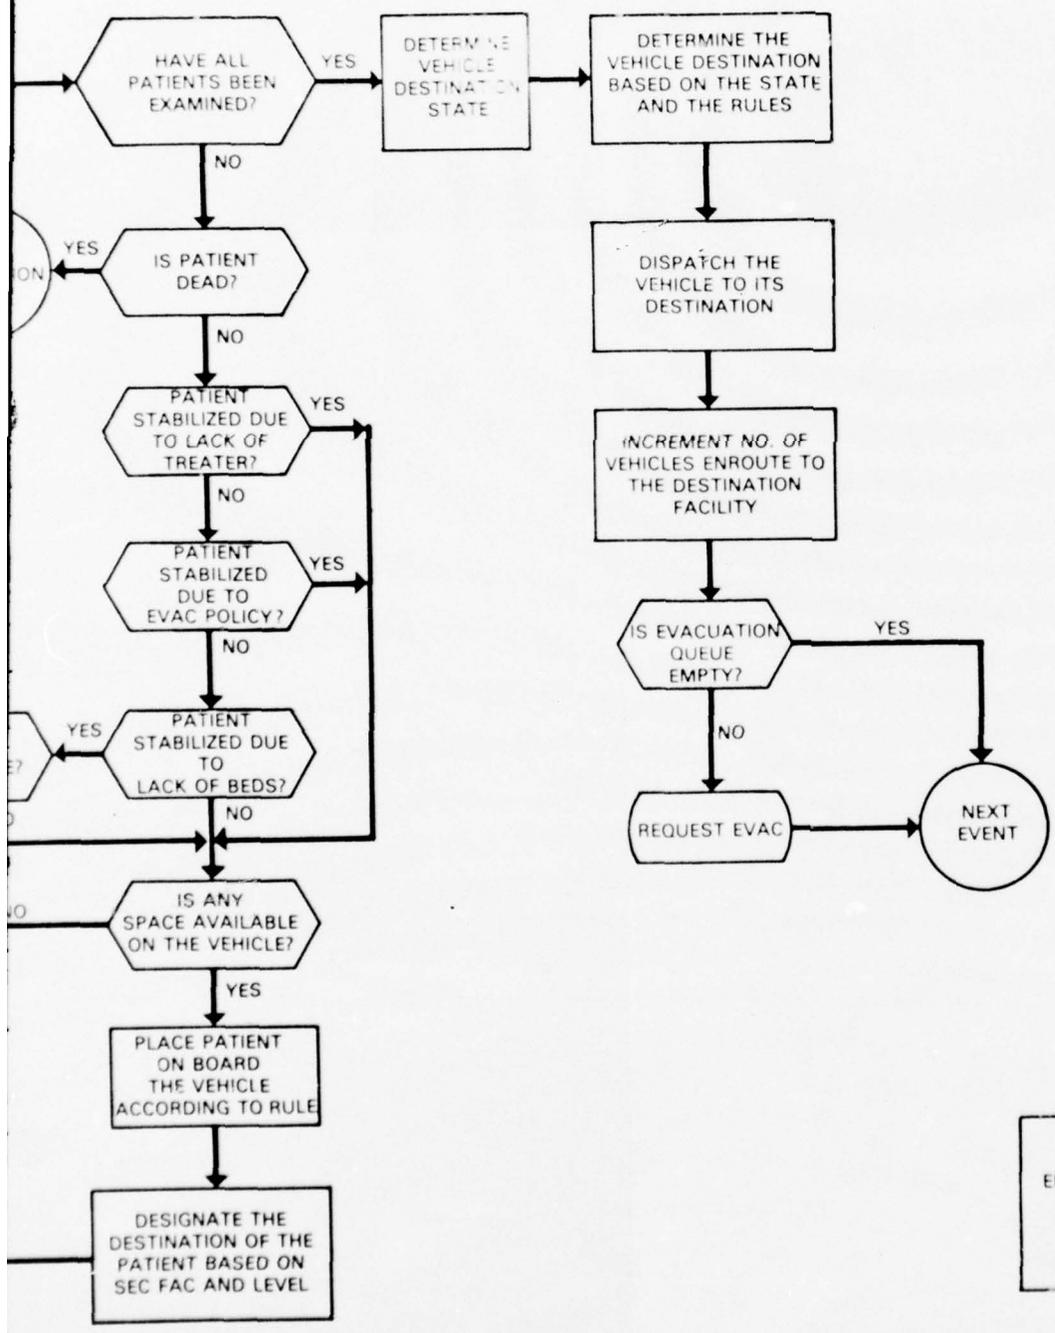 HAVE ALL
PATIENTS BEEN
EXAMINED?
YES
DETERMINE
VEHICLE
DESTINATION
STATE
DETERMINE THE
VEHICLE DESTINATION
BASED ON THE STATE
AND THE RULES
NO
YES
IS PATIENT
DEAD?
ION
DISPATCH THE
VEHICLE TO ITS
DESTINATION
NO
PATIENT
STABILIZED DUE
TO LACK OF
TREATER?
YES
INCREMENT NO. OF
VEHICLES ENROUTE TO
THE DESTINATION
FACILITY
NO
PATIENT
STABILIZED
DUE TO
EVAC POLICY?
YES
NO
IS EVACUATION
QUEUE
EMPTY?
YES
NO
YES
PATIENT
STABILIZED DUE
TO
LACK OF BEDS?
E?
NO
REQUEST EVAC
NEXT
EVENT
NO
IS ANY
SPACE AVAILABLE
ON THE VEHICLE?
YES
PLACE PATIENT
ON BOARD
THE VEHICLE
ACCORDING TO RULE
DESIGNATE THE
DESTINATION OF THE
PATIENT BASED ON
SEC FAC AND LEVEL